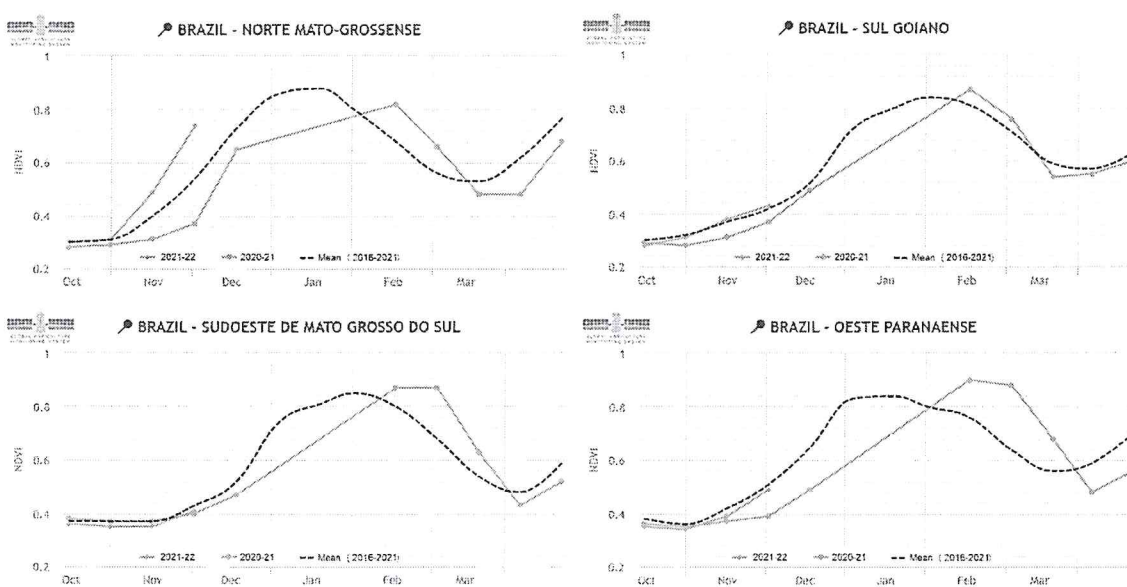 BRAZIL - NORTE MATO-GROSSENSE
1
0.8
0.6
0.4
0.2
NDVI
2021-22 2020-21 Mean (2016-2021)
Oct Nov Dec Jan Feb Mar
BRAZIL - SUL GOIANO
1
0.8
0.6
0.4
0.2
NDVI
2021-22 2020-21 Mean (2016-2021)
Oct Nov Dec Jan Feb Mar
BRAZIL - SUDOESTE DE MATO GROSSO DO SUL
1
0.8
0.6
0.4
0.2
NDVI
2021-22 2020-21 Mean (2016-2021)
Oct Nov Dec Jan Feb Mar
BRAZIL - OESTE PARANAENSE
1
0.8
0.6
0.4
0.2
NDVI
2021-22 2020-21 Mean (2016-2021)
Oct Nov Dec Jan Feb Mar